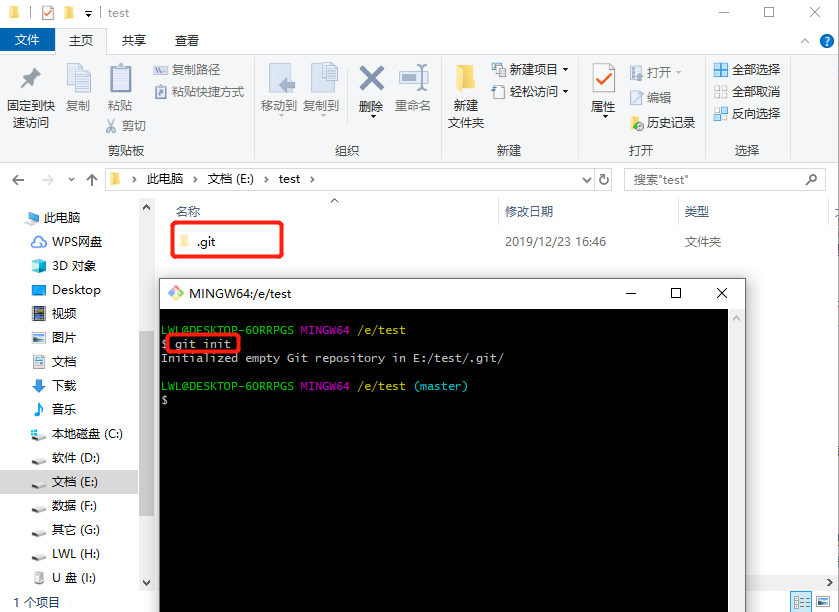 test
文件 主页 共享 查看
固定到快速访问
复制
粘贴
复制路径
粘贴快捷方式
剪切
剪贴板
移动到
复制到
删除
重命名
组织
新建文件夹
新建项目
轻松访问
新建
属性
打开
编辑
历史记录
打开
全部选择
全部取消
反向选择
选择
此电脑 文档 (E:) test
搜索"test"
名称 修改日期 类型
.git 2019/12/23 16:46 文件夹
此电脑
WPS网盘
3D 对象
Desktop
视频
图片
文档
下载
音乐
本地磁盘 (C:)
软件 (D:)
文档 (E:)
数据 (F:)
其它 (G:)
LWL (H:)
U 盘 (I:)
1 个项目
MINGW64:/e/test
LWL@DESKTOP-6ORRPGS MINGW64 /e/test
$ git init
Initialized empty Git repository in E:/test/.git/
LWL@DESKTOP-6ORRPGS MINGW64 /e/test (master)
$